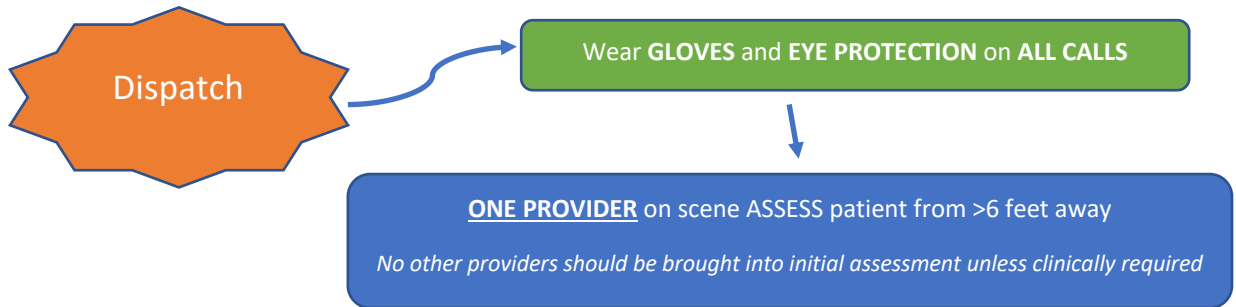 Dispatch
Wear GLOVES and EYE PROTECTION on ALL CALLS
ONE PROVIDER on scene ASSESS patient from >6 feet away
No other providers should be brought into initial assessment unless clinically required